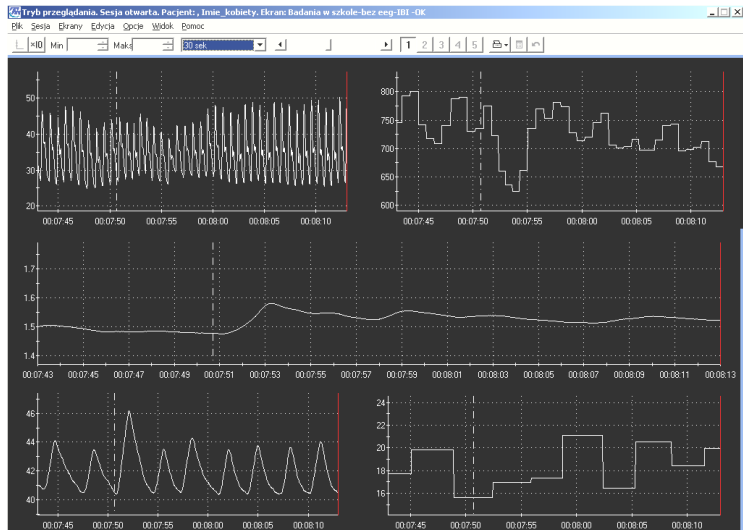 Tryb przeglądania. Sesja otwarta. Pacjent: , Imie_kobiety. Ekran: Badania w szkole-bez eeg-IBI -OK
Plik Sesja Ekrany Edycja Opcje Widok Pomoc
×10 Min Maks 30 sek 1 2 3 4 5
50
40
30
20
00:07:45 00:07:50 00:07:55 00:08:00 00:08:05 00:08:10
800
750
700
650
600
00:07:45 00:07:50 00:07:55 00:08:00 00:08:05 00:08:10
1.7
1.6
1.5
1.4
00:07:43 00:07:45 00:07:47 00:07:49 00:07:51 00:07:53 00:07:55 00:07:57 00:07:59 00:08:01 00:08:03 00:08:05 00:08:07 00:08:09 00:08:11 00:08:13
46
44
42
40
00:07:45 00:07:50 00:07:55 00:08:00 00:08:05 00:08:10
24
22
20
18
16
00:07:45 00:07:50 00:07:55 00:08:00 00:08:05 00:08:10